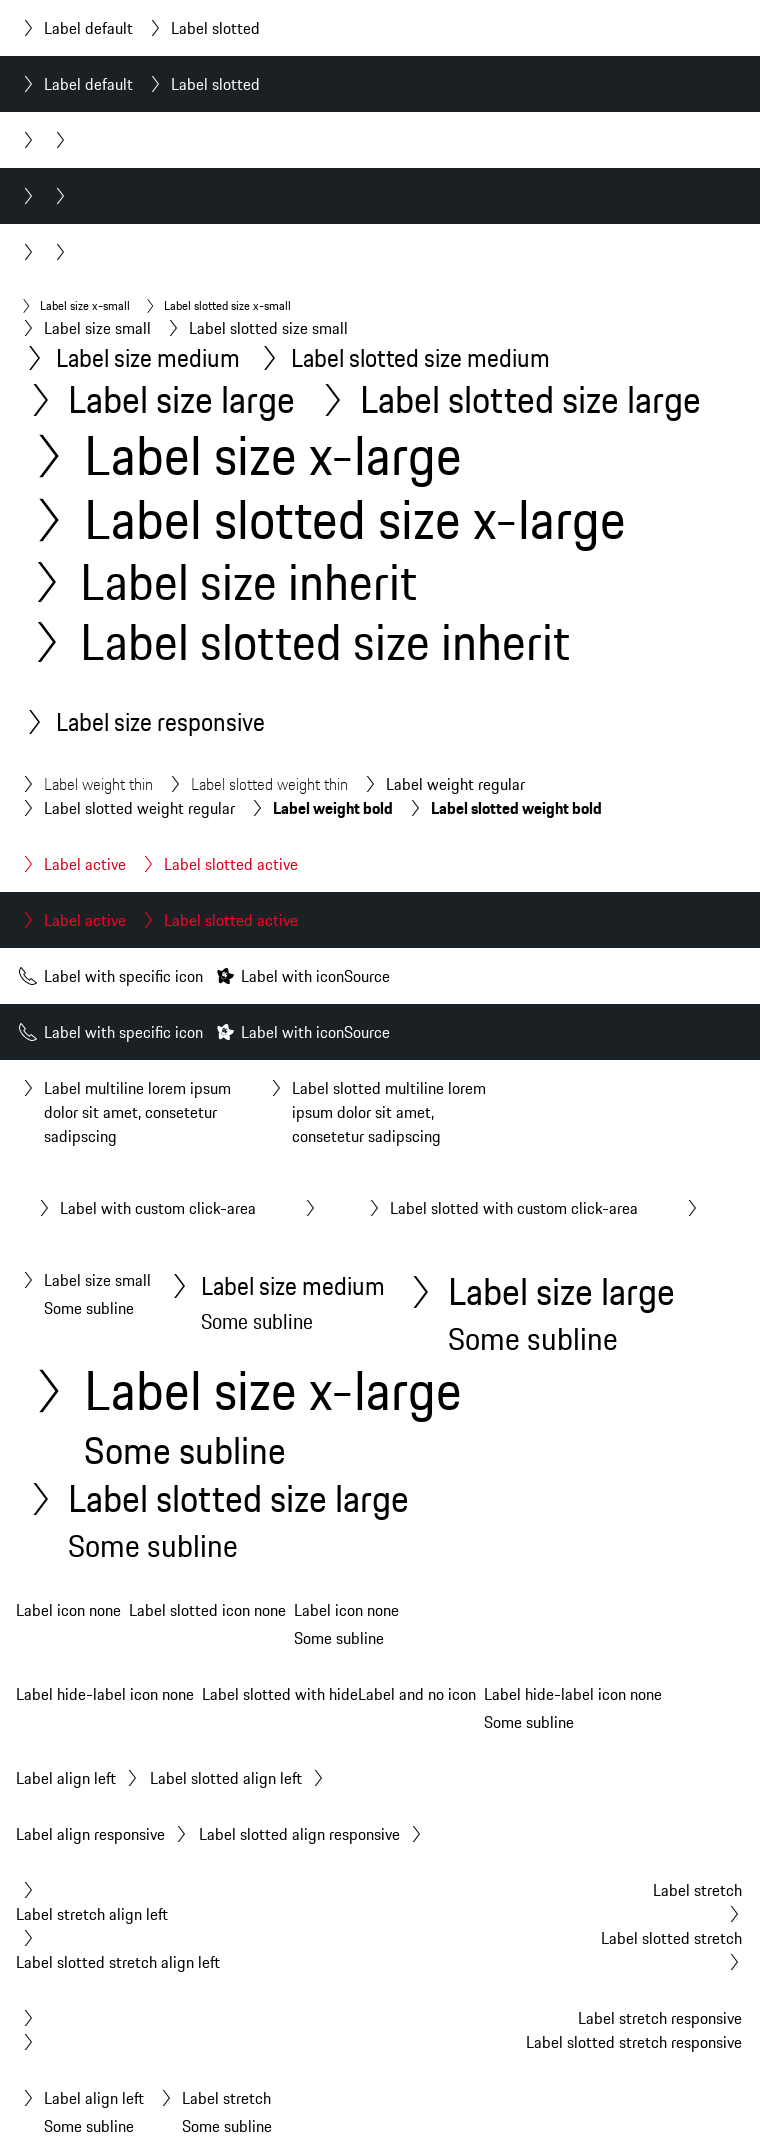 Label default Label slotted
Label default Label slotted
Label size x-small Label slotted size x-small
Label size small Label slotted size small
Label size medium Label slotted size medium
Label size large Label slotted size large
Label size x-large
Label slotted size x-large
Label size inherit
Label slotted size inherit
Label size responsive
Label weight thin Label slotted weight thin Label weight regular
Label slotted weight regular Label weight bold Label slotted weight bold
Label active Label slotted active
Label active Label slotted active
Label with specific icon Label with iconSource
Label with specific icon Label with iconSource
Label multiline lorem ipsum
dolor sit amet, consetetur
sadipscing
Label slotted multiline lorem
ipsum dolor sit amet,
consetetur sadipscing
Label with custom click-area Label slotted with custom click-area
Label size small
Some subline
Label size medium
Some subline
Label size large
Some subline
Label size x-large
Some subline
Label slotted size large
Some subline
Label icon none Label slotted icon none Label icon none
Some subline
Label hide-label icon none Label slotted with hideLabel and no icon Label hide-label icon none
Some subline
Label align left Label slotted align left
Label align responsive Label slotted align responsive
Label stretch
Label stretch align left
Label slotted stretch
Label slotted stretch align left
Label stretch responsive
Label slotted stretch responsive
Label align left
Some subline
Label stretch
Some subline